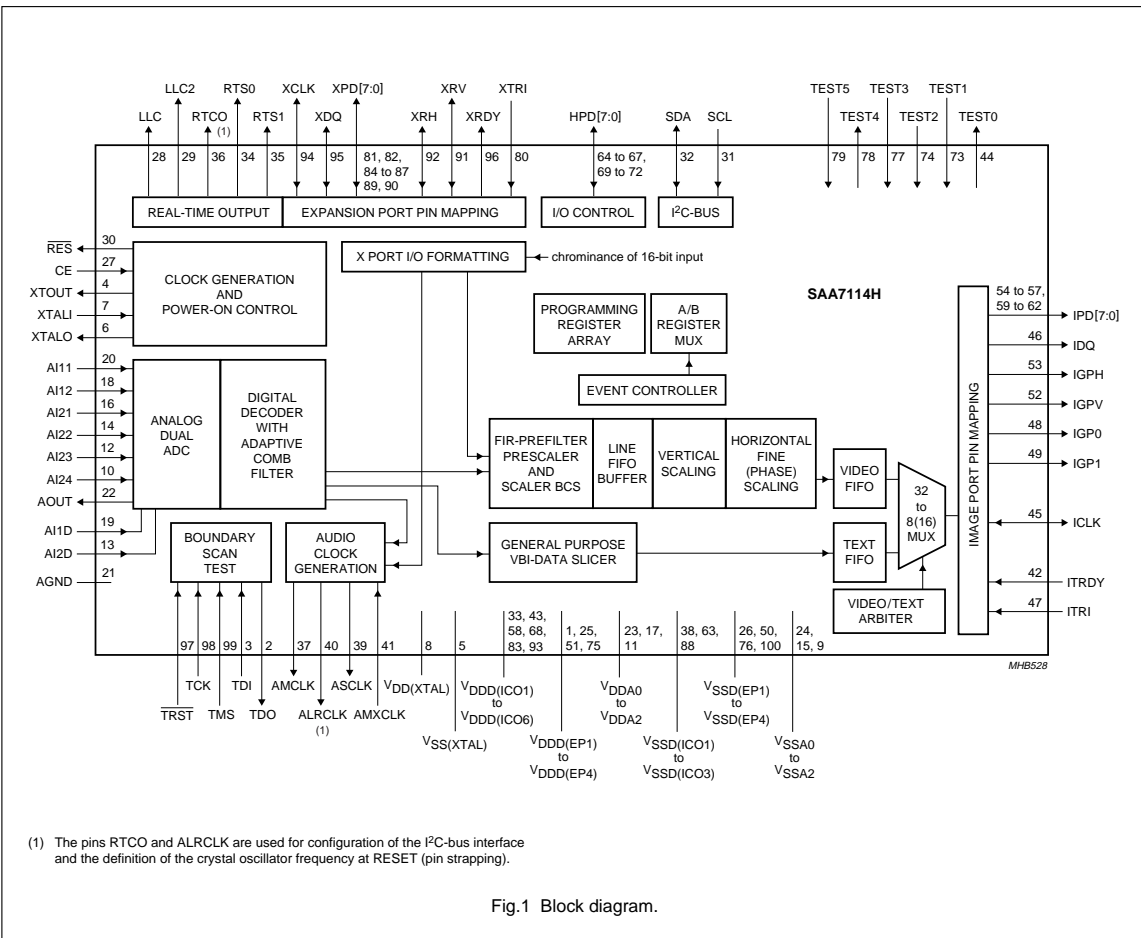 LLC
LLC2
RTCO
(1)
RTS0
RTS1
XCLK
XDQ
XPD[7:0]
XRH
XRV
XRDY
XTRI
HPD[7:0]
SDA
SCL
TEST5
TEST4
TEST3
TEST2
TEST1
TEST0
28
29
36
34
35
94
95
81, 82,
84 to 87
89, 90
92
91
96
80
64 to 67,
69 to 72
32
31
79
78
77
74
73
44
REAL-TIME OUTPUT
EXPANSION PORT PIN MAPPING
I/O CONTROL
I²C-BUS
RES
30
CE
27
XTOUT
4
XTALI
7
XTALO
6
CLOCK GENERATION
AND
POWER-ON CONTROL
X PORT I/O FORMATTING
chrominance of 16-bit input
SAA7114H
PROGRAMMING
REGISTER
ARRAY
A/B
REGISTER
MUX
EVENT CONTROLLER
AI11
20
AI12
18
AI21
16
AI22
14
AI23
12
AI24
10
AOUT
22
AI1D
19
AI2D
13
AGND
21
ANALOG
DUAL
ADC
DIGITAL
DECODER
WITH
ADAPTIVE
COMB
FILTER
FIR-PREFILTER
PRESCALER
AND
SCALER BCS
LINE
FIFO
BUFFER
VERTICAL
SCALING
HORIZONTAL
FINE
(PHASE)
SCALING
VIDEO
FIFO
32
to
8(16)
MUX
IMAGE PORT PIN MAPPING
54 to 57,
59 to 62
IPD[7:0]
46
IDQ
53
IGPH
52
IGPV
48
IGP0
49
IGP1
45
ICLK
42
ITRDY
47
ITRI
BOUNDARY
SCAN
TEST
AUDIO
CLOCK
GENERATION
GENERAL PURPOSE
VBI-DATA SLICER
TEXT
FIFO
VIDEO/TEXT
ARBITER
97
98
99
3
2
37
40
39
41
8
5
33, 43,
58, 68,
83, 93
1, 25,
51, 75
23, 17,
11
38, 63,
88
26, 50,
76, 100
24,
15, 9
MHB528
TRST
TCK
TMS
TDI
TDO
AMCLK
ALRCLK
(1)
ASCLK
AMXCLK
VDD(XTAL)
VSS(XTAL)
VDDD(ICO1)
to
VDDD(ICO6)
VDDD(EP1)
to
VDDD(EP4)
VDDA0
to
VDDA2
VSSD(ICO1)
to
VSSD(ICO3)
VSSD(EP1)
to
VSSD(EP4)
VSSA0
to
VSSA2
(1) The pins RTCO and ALRCLK are used for configuration of the I²C-bus interface
and the definition of the crystal oscillator frequency at RESET (pin strapping).
Fig.1 Block diagram.